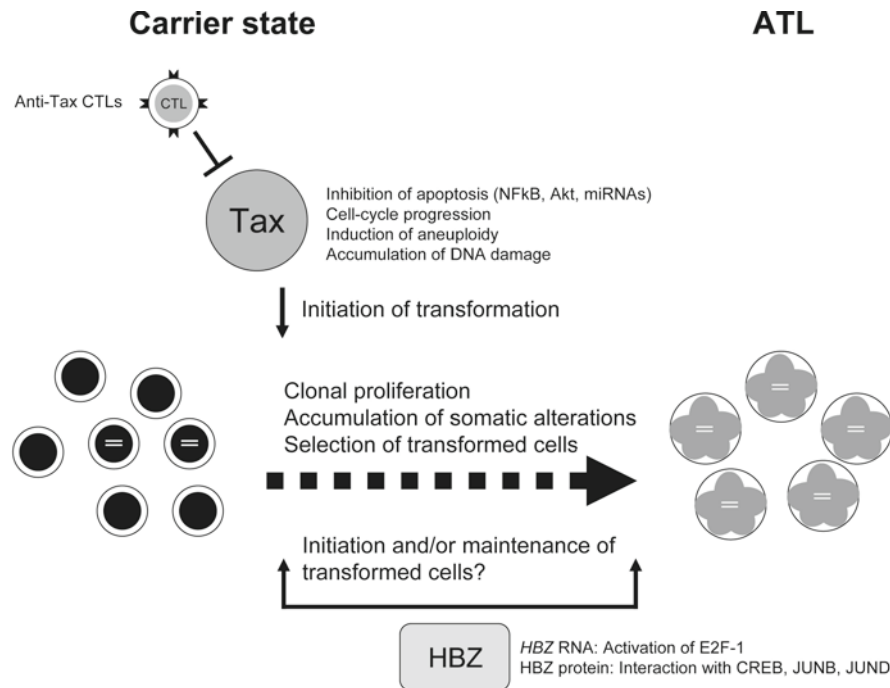 Carrier state
ATL
Anti-Tax CTLs
CTL
Tax
Inhibition of apoptosis (NFkB, Akt, miRNAs)
Cell-cycle progression
Induction of aneuploidy
Accumulation of DNA damage
Initiation of transformation
Clonal proliferation
Accumulation of somatic alterations
Selection of transformed cells
Initiation and/or maintenance of
transformed cells?
HBZ
HBZ RNA: Activation of E2F-1
HBZ protein: Interaction with CREB, JUNB, JUND